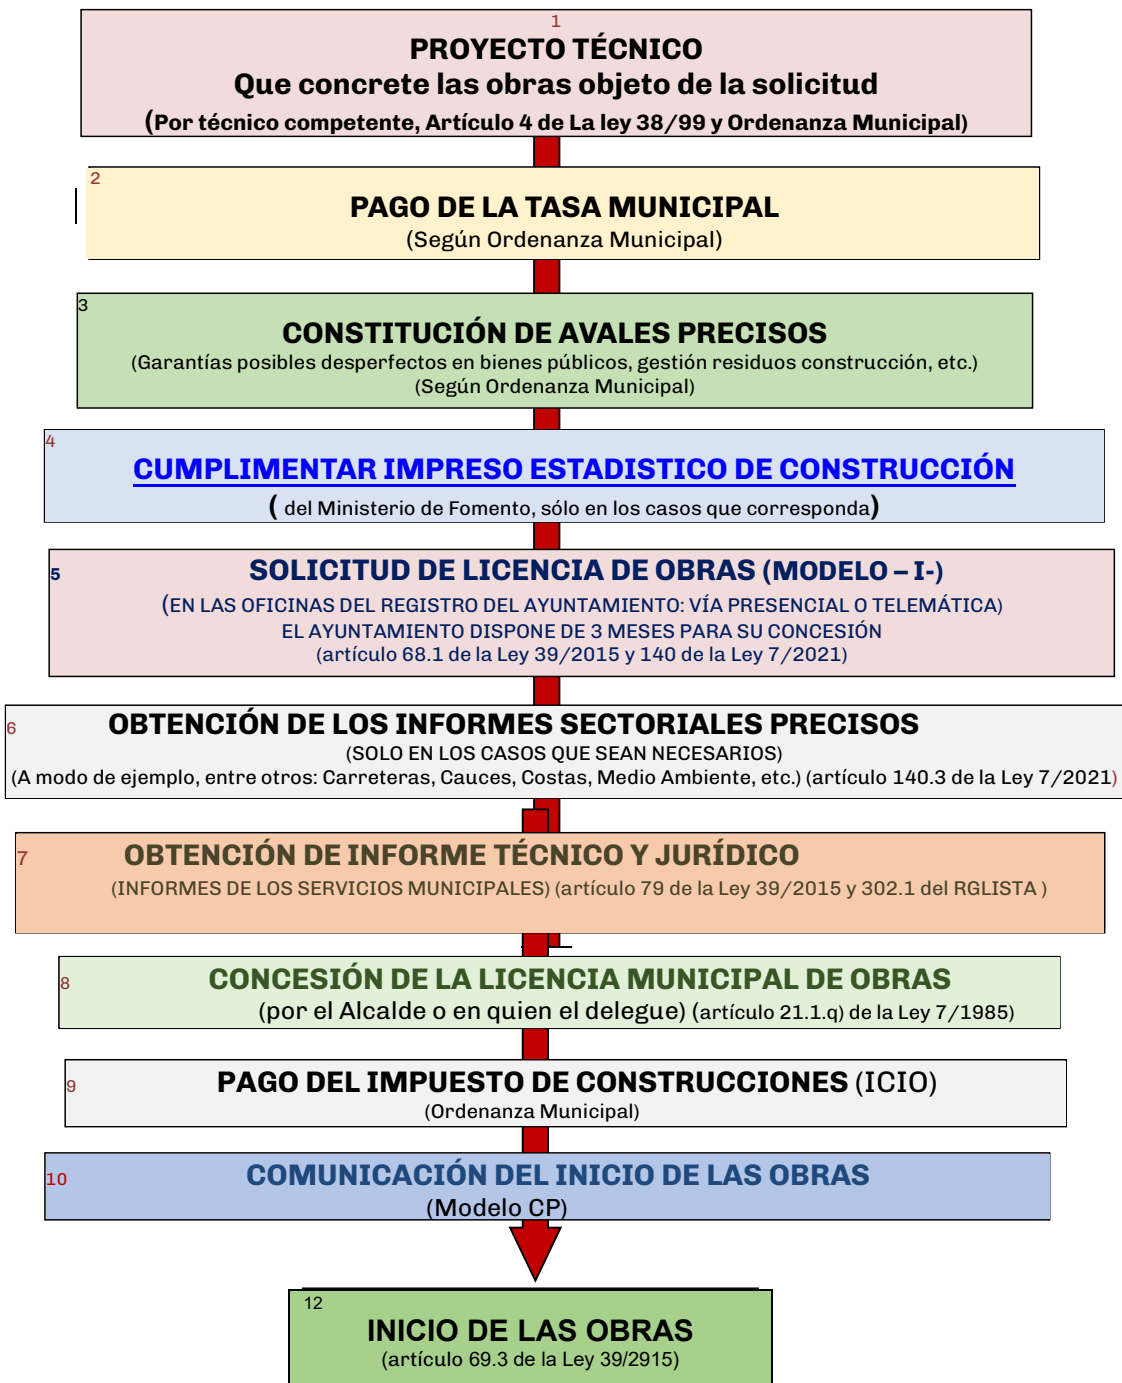 1
PROYECTO TÉCNICO
Que concrete las obras objeto de la solicitud
(Por técnico competente, Artículo 4 de La ley 38/99 y Ordenanza Municipal)
2
PAGO DE LA TASA MUNICIPAL
(Según Ordenanza Municipal)
3
CONSTITUCIÓN DE AVALES PRECISOS
(Garantías posibles desperfectos en bienes públicos, gestión residuos construcción, etc.)
(Según Ordenanza Municipal)
4
CUMPLIMENTAR IMPRESO ESTADISTICO DE CONSTRUCCIÓN
( del Ministerio de Fomento, sólo en los casos que corresponda)
5 SOLICITUD DE LICENCIA DE OBRAS (MODELO – I-)
(EN LAS OFICINAS DEL REGISTRO DEL AYUNTAMIENTO: VÍA PRESENCIAL O TELEMÁTICA)
EL AYUNTAMIENTO DISPONE DE 3 MESES PARA SU CONCESIÓN
(artículo 68.1 de la Ley 39/2015 y 140 de la Ley 7/2021)
6 OBTENCIÓN DE LOS INFORMES SECTORIALES PRECISOS
(SOLO EN LOS CASOS QUE SEAN NECESARIOS)
(A modo de ejemplo, entre otros: Carreteras, Cauces, Costas, Medio Ambiente, etc.) (artículo 140.3 de la Ley 7/2021)
7 OBTENCIÓN DE INFORME TÉCNICO Y JURÍDICO
(INFORMES DE LOS SERVICIOS MUNICIPALES) (artículo 79 de la Ley 39/2015 y 302.1 del RGLISTA )
8 CONCESIÓN DE LA LICENCIA MUNICIPAL DE OBRAS
(por el Alcalde o en quien el delegue) (artículo 21.1.q) de la Ley 7/1985)
9 PAGO DEL IMPUESTO DE CONSTRUCCIONES (ICIO)
(Ordenanza Municipal)
10 COMUNICACIÓN DEL INICIO DE LAS OBRAS
(Modelo CP)
12
INICIO DE LAS OBRAS
(artículo 69.3 de la Ley 39/2915)